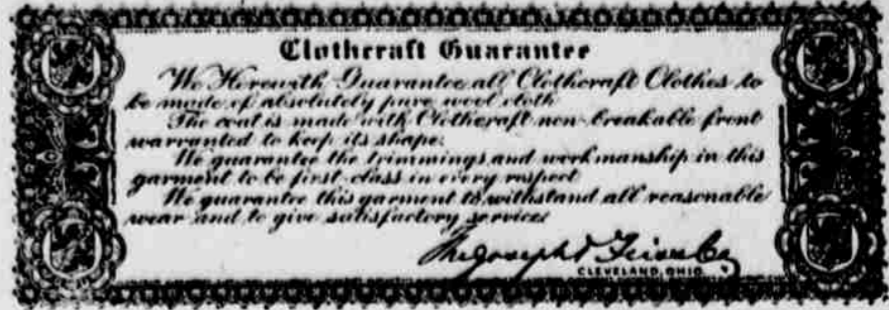 Clothcraft Guarantee
We Herewith Guarantee all Clothcraft Clothes to
be made of absolutely pure wool cloth
The coat is made with Clothcraft non-breakable front
warranted to keep its shape.
We guarantee the trimmings and workmanship in this
garment to be first-class in every respect
We guarantee this garment to withstand all reasonable
wear and to give satisfactory service
The Joseph & Feiss Co
CLEVELAND, OHIO